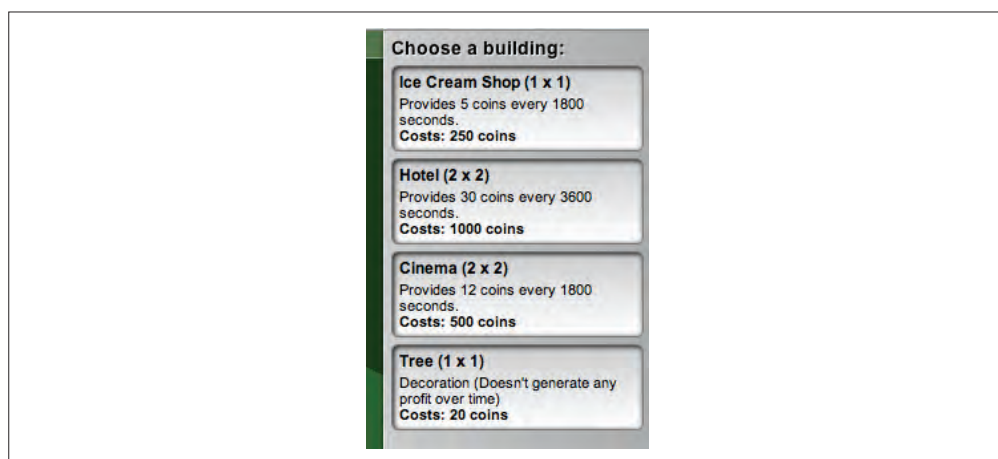 Choose a building:
Ice Cream Shop (1 x 1)
Provides 5 coins every 1800
seconds.
Costs: 250 coins
Hotel (2 x 2)
Provides 30 coins every 3600
seconds.
Costs: 1000 coins
Cinema (2 x 2)
Provides 12 coins every 1800
seconds.
Costs: 500 coins
Tree (1 x 1)
Decoration (Doesn't generate any
profit over time)
Costs: 20 coins